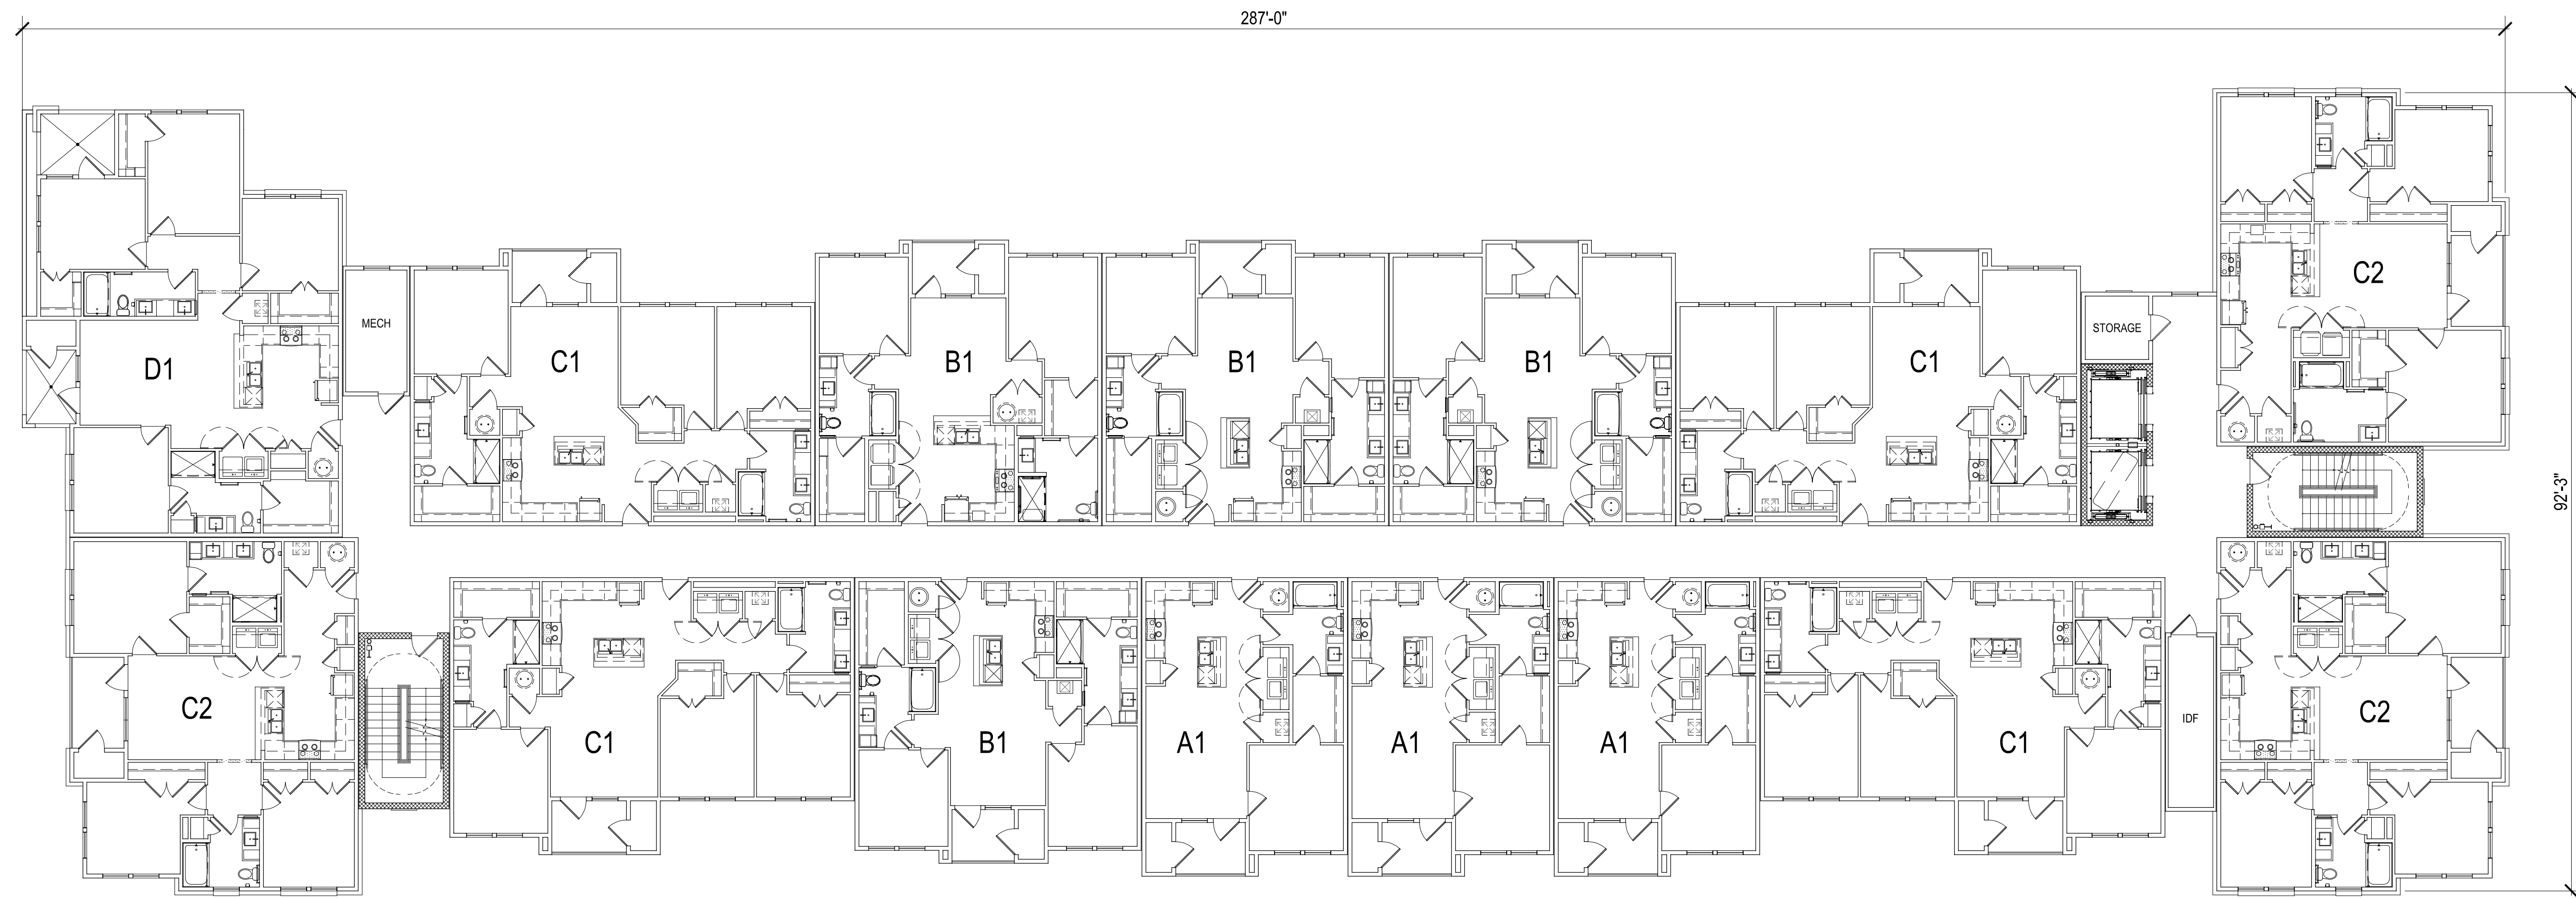 287'-0"
92'-3"
C2
MECH
STORAGE
D1
C1
B1
B1
B1
C1
C2
C1
B1
A1
A1
A1
C1
IDF
C2